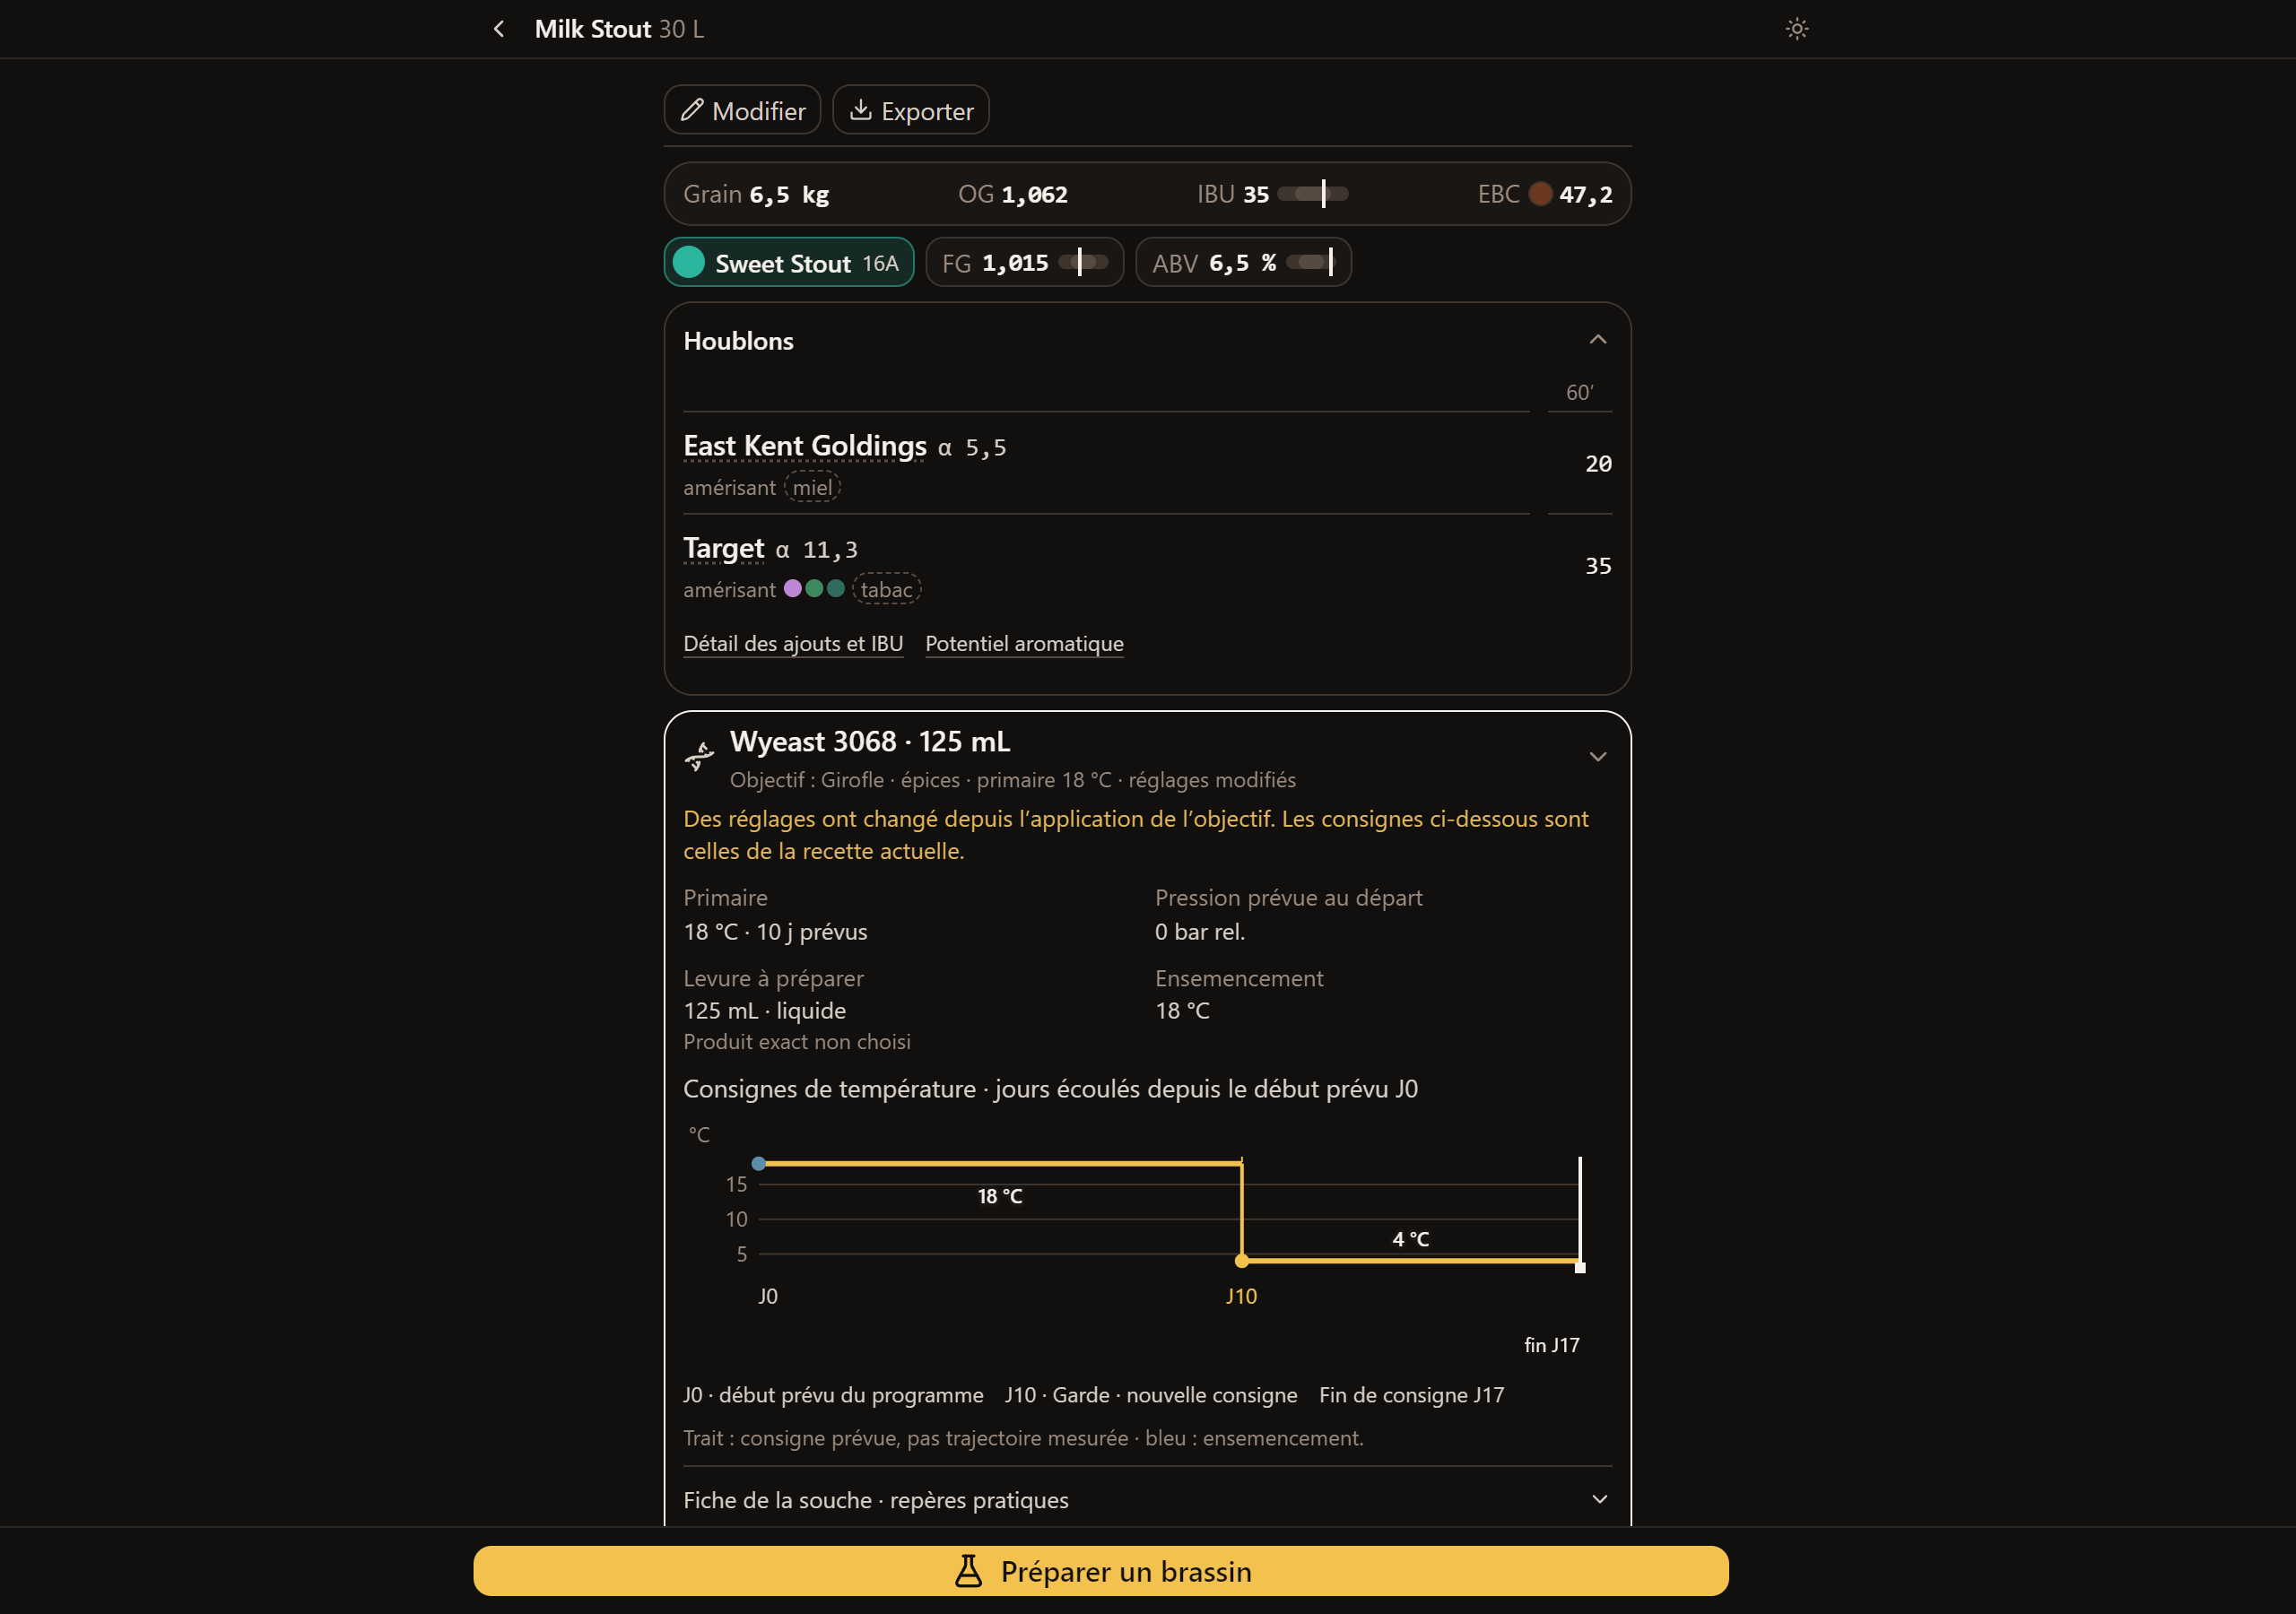 Milk Stout 30 L
Modifier
Exporter
Grain 6,5 kg
OG 1,062
IBU 35
EBC 47,2
Sweet Stout 16A
FG 1,015
ABV 6,5 %
Houblons
60′
East Kent Goldings α 5,5
20
amérisant miel
Target α 11,3
35
amérisant tabac
Détail des ajouts et IBU
Potentiel aromatique
Wyeast 3068 · 125 mL
Objectif : Girofle · épices · primaire 18 °C · réglages modifiés
Des réglages ont changé depuis l’application de l’objectif. Les consignes ci-dessous sont
celles de la recette actuelle.
Primaire
18 °C · 10 j prévus
Pression prévue au départ
0 bar rel.
Levure à préparer
125 mL · liquide
Produit exact non choisi
Ensemencement
18 °C
Consignes de température · jours écoulés depuis le début prévu J0
°C
15
10
5
18 °C
4 °C
J0
J10
fin J17
J0 · début prévu du programme
J10 · Garde · nouvelle consigne
Fin de consigne J17
Trait : consigne prévue, pas trajectoire mesurée · bleu : ensemencement.
Fiche de la souche · repères pratiques
Préparer un brassin